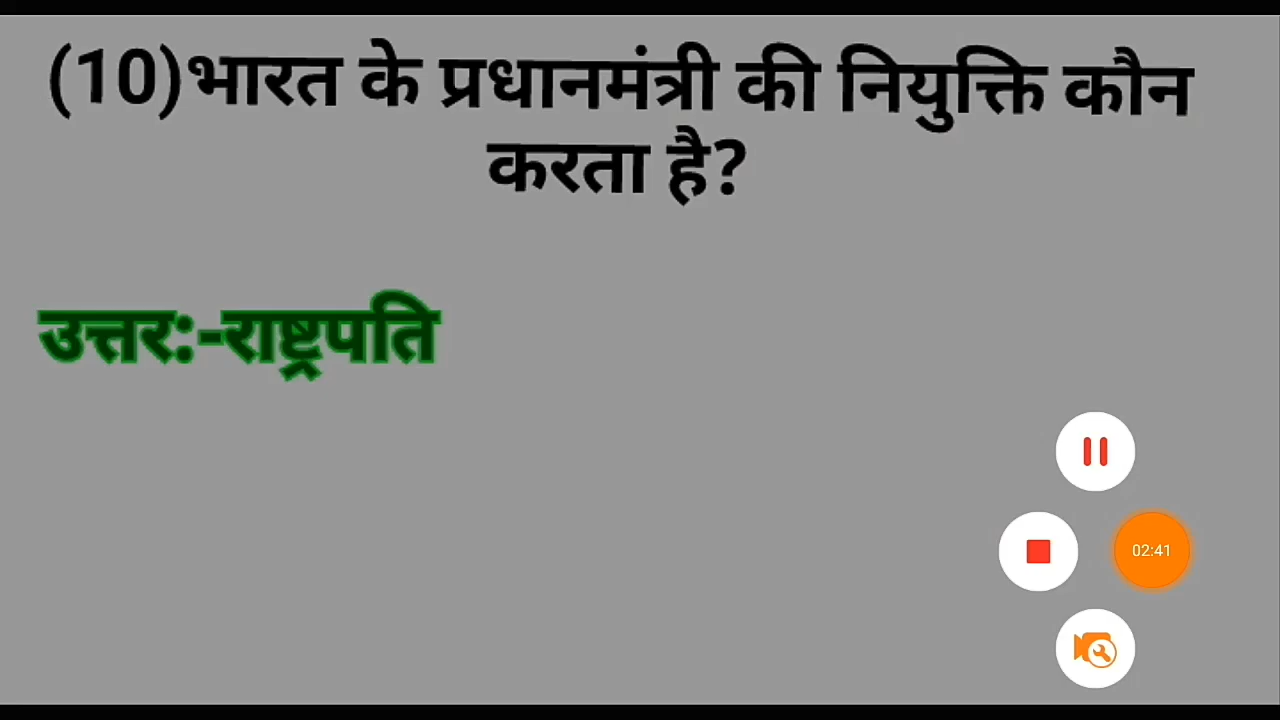 (10)भारत के प्रधानमंत्री की नियुक्ति कौन
करता है?
उत्तर:-राष्ट्रपति
02:41